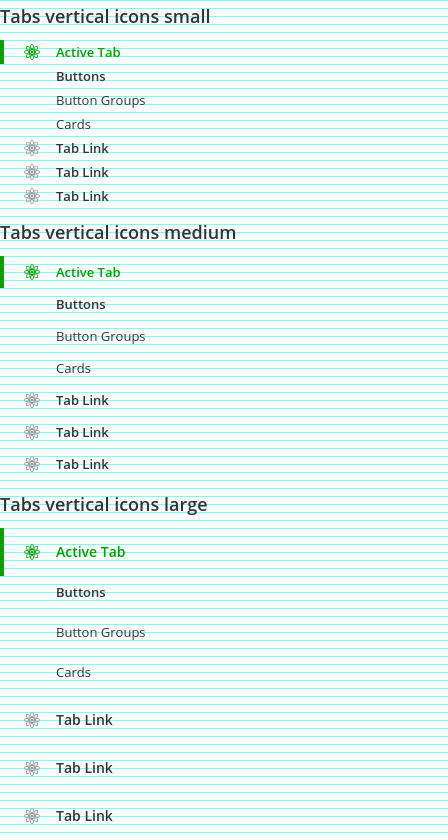 Tabs vertical icons small
Active Tab
Buttons
Button Groups
Cards
Tab Link
Tab Link
Tab Link
Tabs vertical icons medium
Active Tab
Buttons
Button Groups
Cards
Tab Link
Tab Link
Tab Link
Tabs vertical icons large
Active Tab
Buttons
Button Groups
Cards
Tab Link
Tab Link
Tab Link